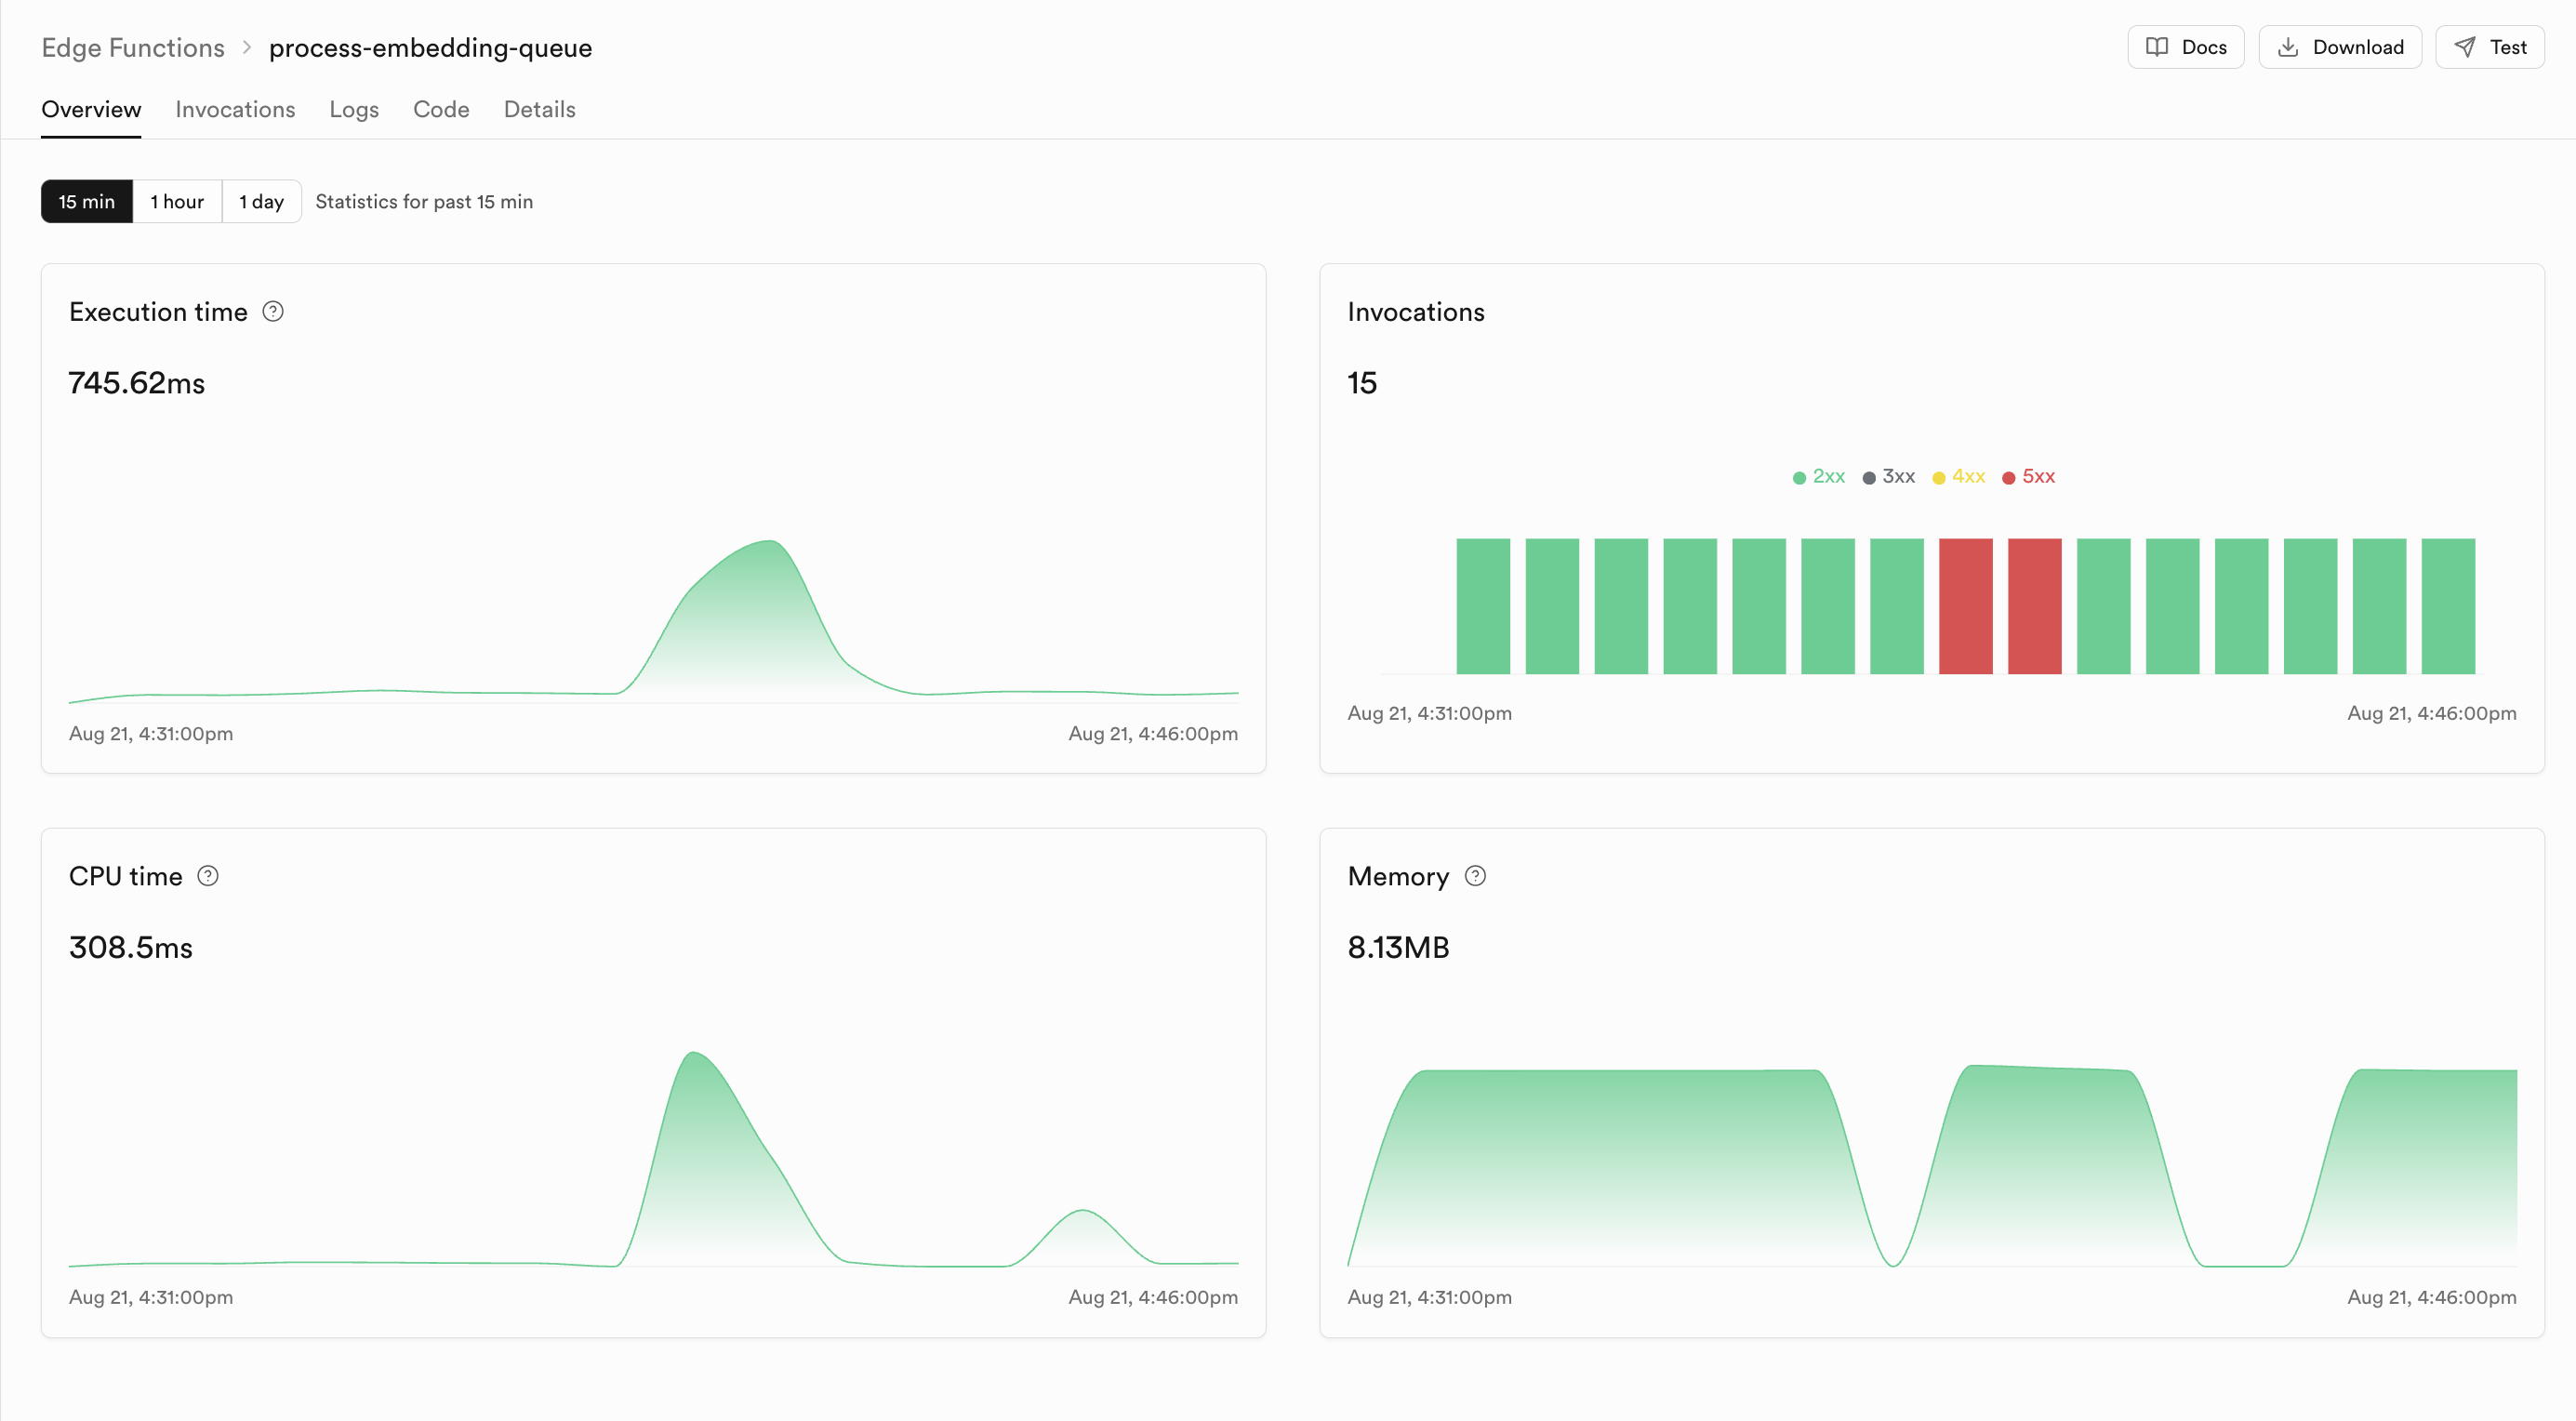 Edge Functions > process-embedding-queue
Docs
Download
Test
Overview
Invocations
Logs
Code
Details
15 min
1 hour
1 day
Statistics for past 15 min
Execution time ?
745.62ms
Aug 21, 4:31:00pm
Aug 21, 4:46:00pm
Invocations
15
2xx 3xx 4xx 5xx
Aug 21, 4:31:00pm
Aug 21, 4:46:00pm
CPU time ?
308.5ms
Aug 21, 4:31:00pm
Aug 21, 4:46:00pm
Memory ?
8.13MB
Aug 21, 4:31:00pm
Aug 21, 4:46:00pm